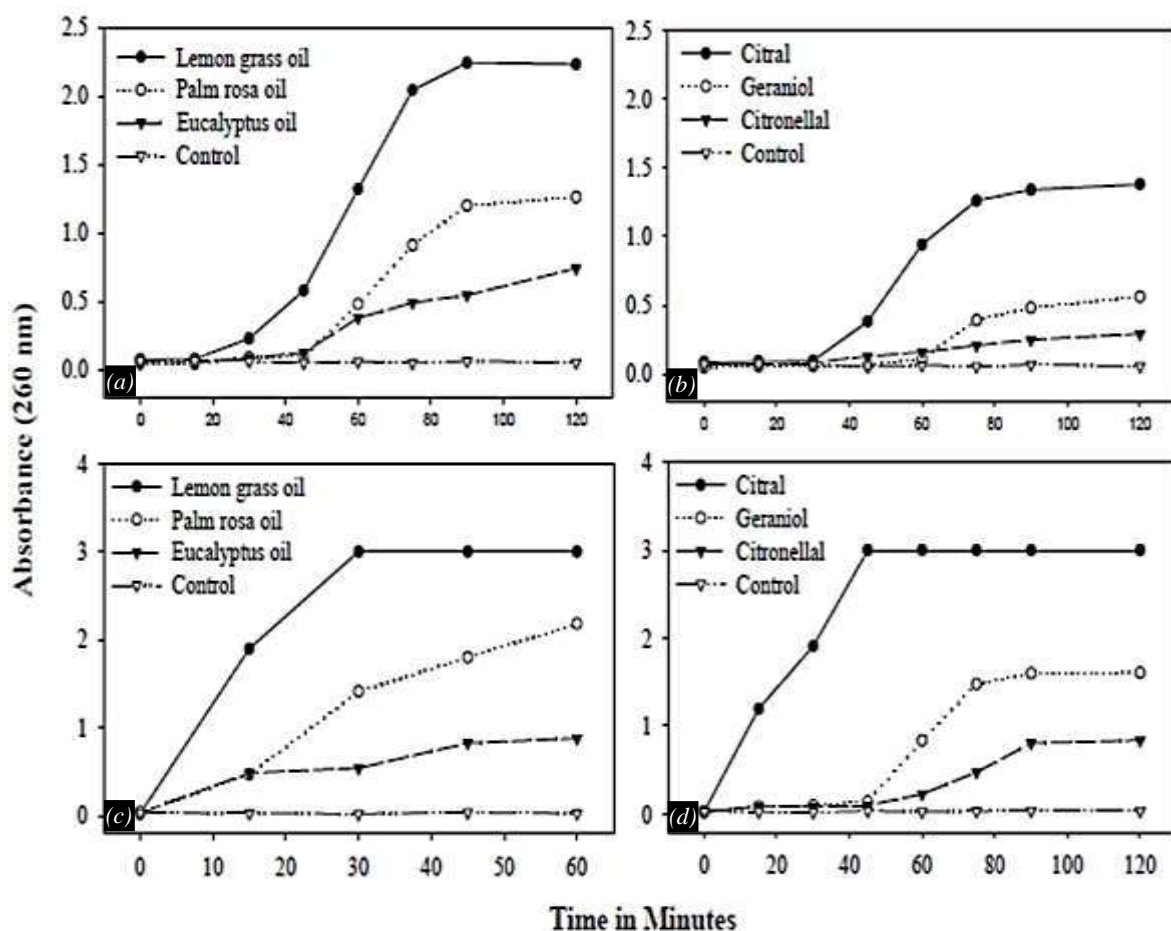 Absorbance (260 nm)
2.5
2.0
1.5
1.0
0.5
0.0
Lemon grass oil
Palm rosa oil
Eucalyptus oil
Control
(a)
0 20 40 60 80 100 120
2.5
2.0
1.5
1.0
0.5
0.0
Citral
Geraniol
Citronellal
Control
(b)
0 20 40 60 80 100 120
4
3
2
1
0
Lemon grass oil
Palm rosa oil
Eucalyptus oil
Control
(c)
0 10 20 30 40 50 60
4
3
2
1
0
Citral
Geraniol
Citronellal
Control
(d)
0 20 40 60 80 100 120
Time in Minutes